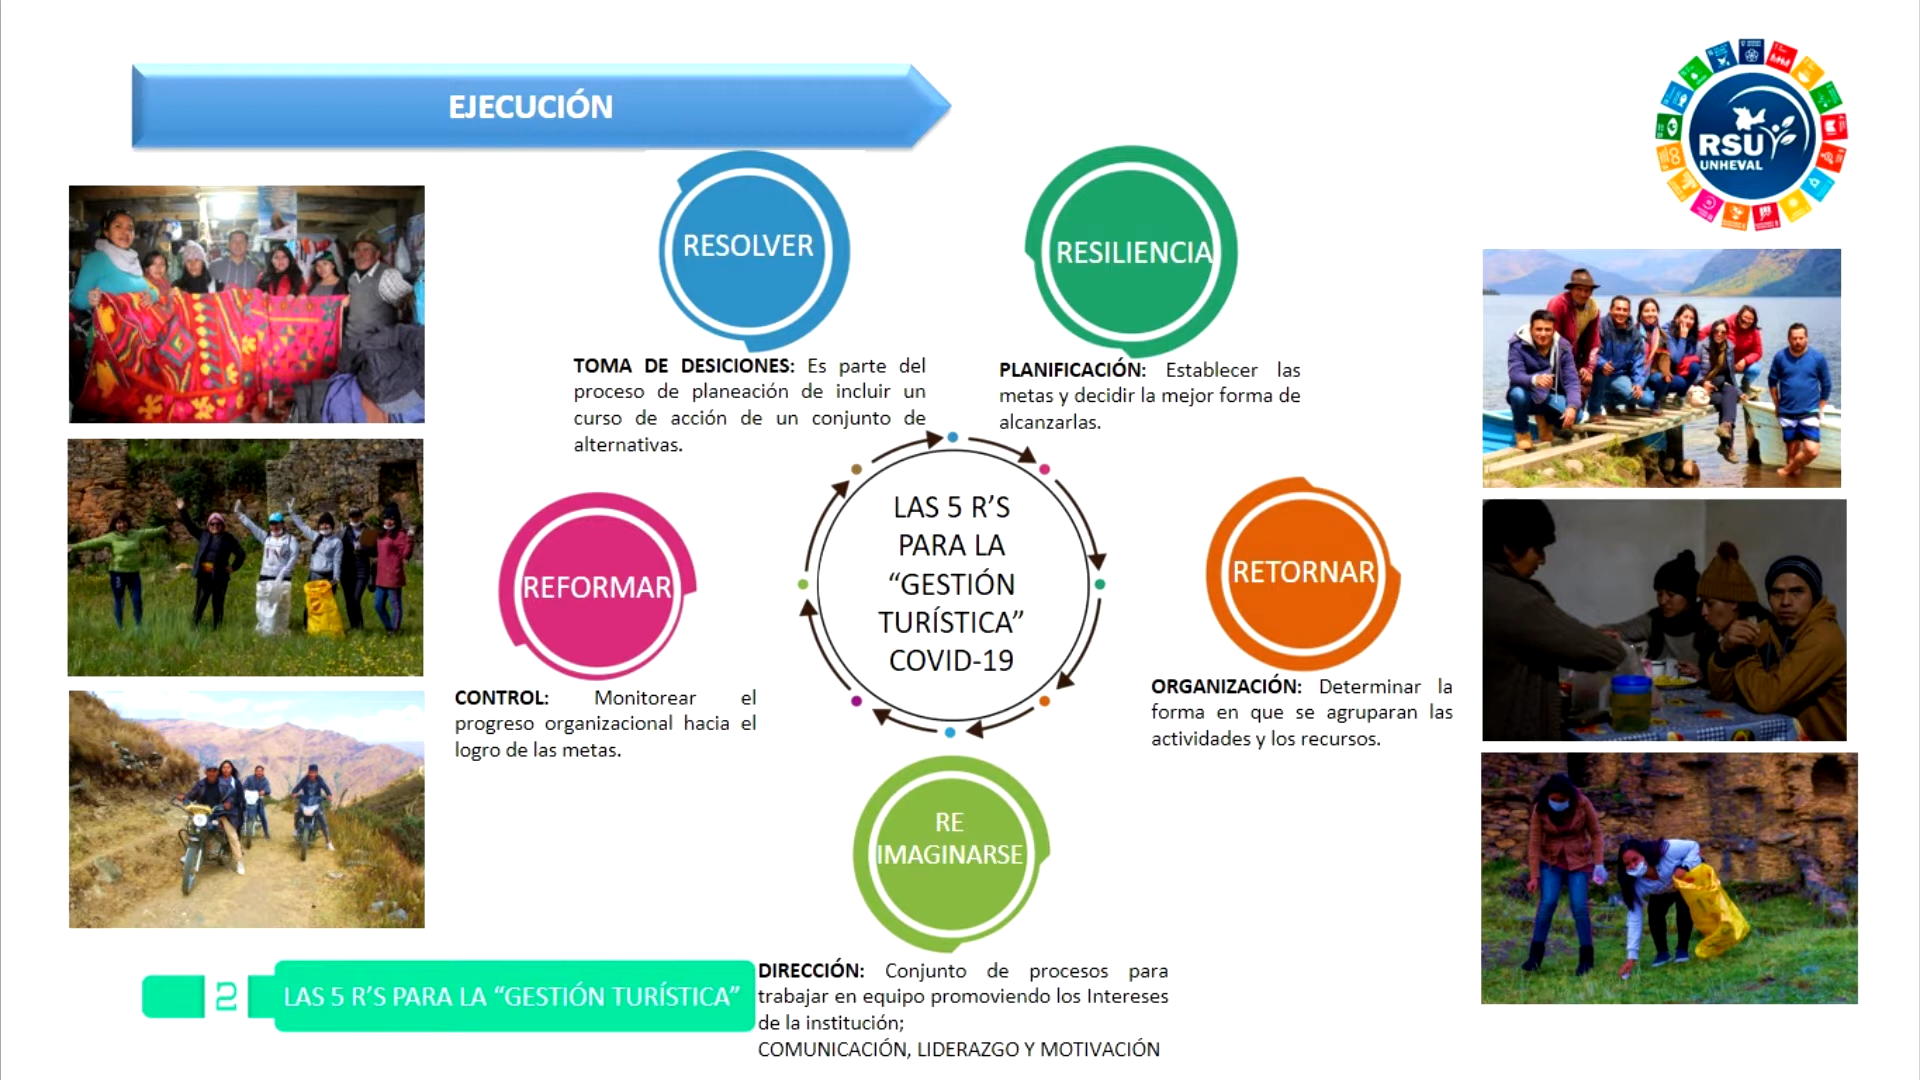 EJECUCIÓN
RSU
UNHEVAL
RESOLVER
RESILIENCIA
TOMA DE DESICIONES: Es parte del
proceso de planeación de incluir un
curso de acción de un conjunto de
alternativas.
PLANIFICACIÓN: Establecer las
metas y decidir la mejor forma de
alcanzarlas.
LAS 5 R’S
PARA LA
“GESTIÓN
TURÍSTICA”
COVID-19
REFORMAR
RETORNAR
CONTROL: Monitorear el
progreso organizacional hacia el
logro de las metas.
ORGANIZACIÓN: Determinar la
forma en que se agruparan las
actividades y los recursos.
RE
IMAGINARSE
2
LAS 5 R’S PARA LA “GESTIÓN TURÍSTICA”
DIRECCIÓN: Conjunto de procesos para
trabajar en equipo promoviendo los Intereses
de la institución;
COMUNICACIÓN, LIDERAZGO Y MOTIVACIÓN